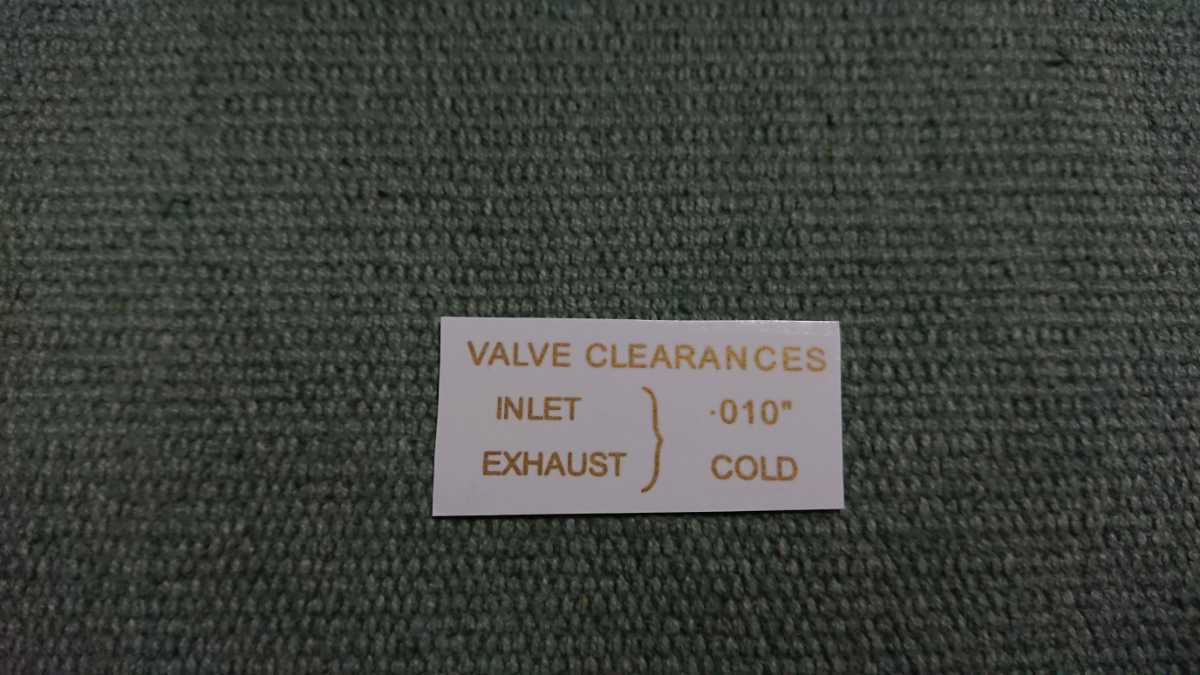 VALVE CLEARANCES
INLET } ·010"
EXHAUST } COLD